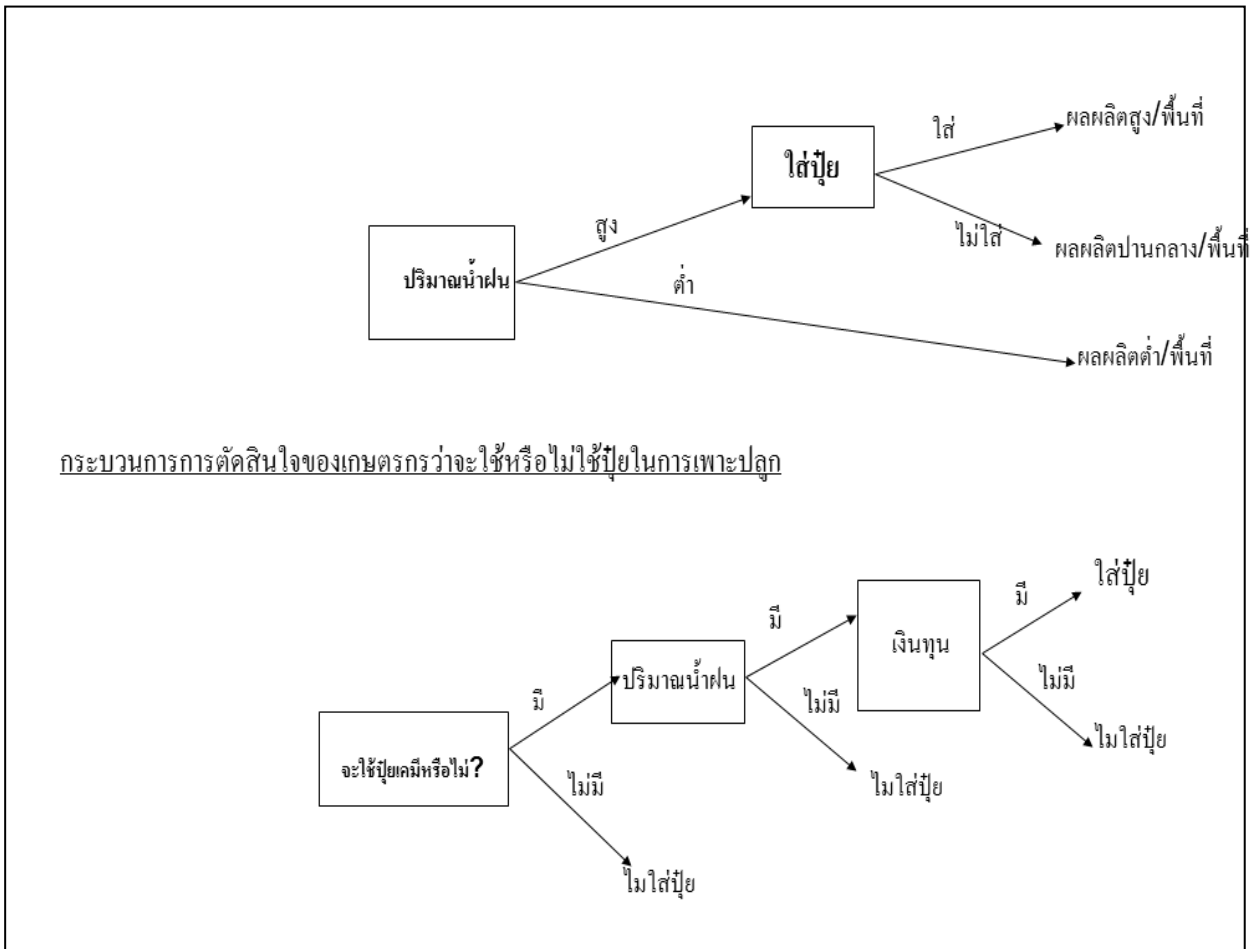 ผลผลิตสูง/พื้นที่
ใส่
ใส่ปุ๋ย
สูง
ไม่ใส่
ผลผลิตปานกลาง/พื้นที่
ปริมาณน้ำฝน
ต่ำ
ผลผลิตต่ำ/พื้นที่
กระบวนการการตัดสินใจของเกษตรกรว่าจะใช้หรือไม่ใช้ปุ๋ยในการเพาะปลูก
ใส่ปุ๋ย
มี
มี
เงินทุน
ปริมาณน้ำฝน
ไม่มี
มี
ไม่มี
ไมใส่ปุ๋ย
จะใช้ปุ๋ยเคมีหรือไม่?
ไม่มี
ไมใส่ปุ๋ย
ไมใส่ปุ๋ย